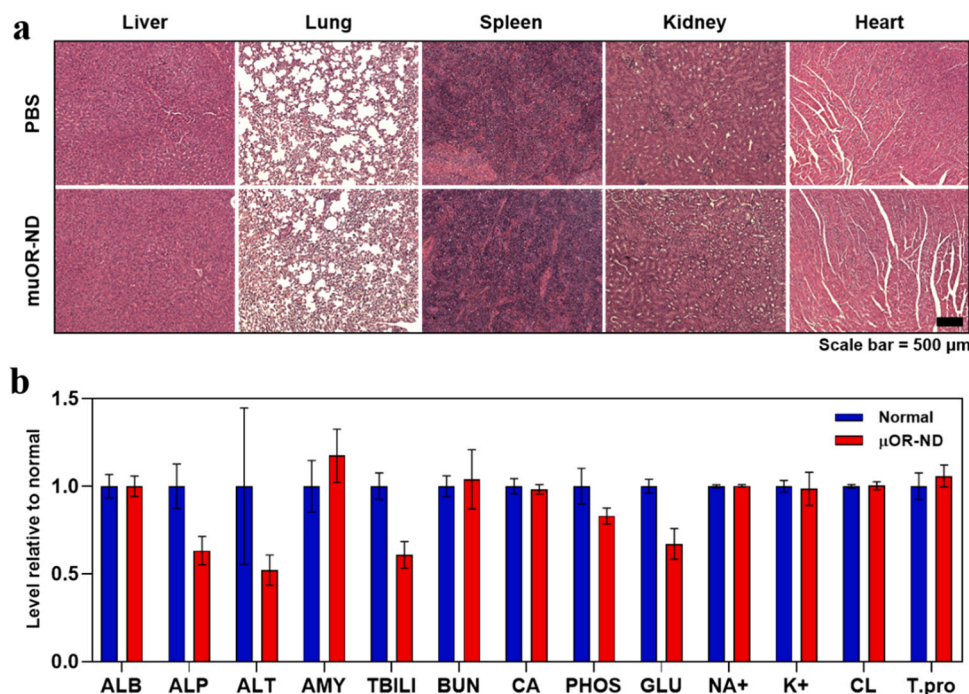 a
Liver Lung Spleen Kidney Heart
PBS
muOR-ND
Scale bar = 500 µm
b
Level relative to normal
1.5
1.0
0.5
0.0
Normal
µOR-ND
ALB ALP ALT AMY TBILI BUN CA PHOS GLU NA+ K+ CL T.pro